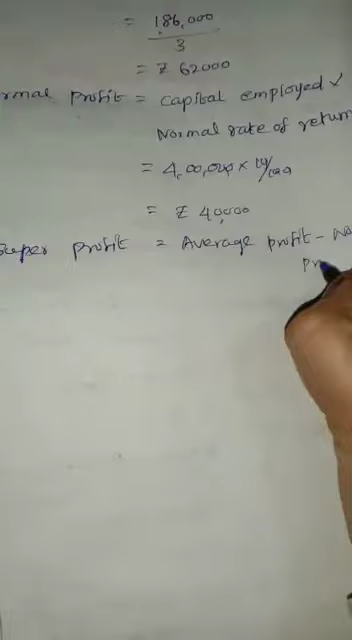 = 186,000
3
= ₹ 62000
rmal Profit = Capital employed ×
Normal rate of return
= 4,00,000 × 10/100
= ₹ 40,000
Super profit = Average profit - No
pr